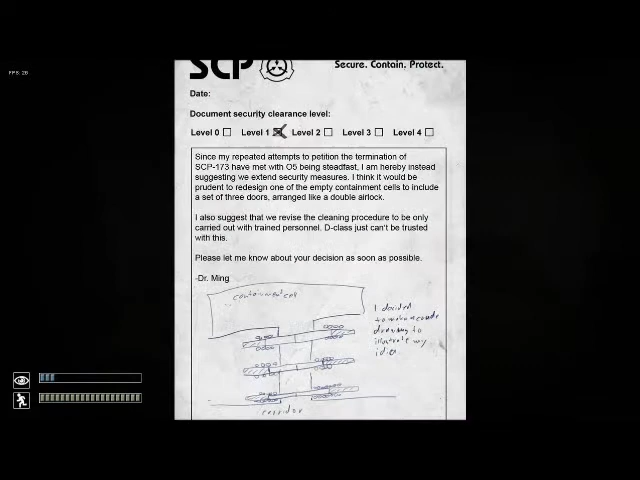 FPS 20
SCP
Secure. Contain. Protect.
Date:
Document security clearance level:
Level 0 Level 1 Level 2 Level 3 Level 4
Since my repeated attempts to petition the termination of
SCP-173 have met with O5 being steadfast, I am hereby instead
suggesting we extend security measures. I think it would be
prudent to redesign one of the empty containment cells to include
a set of three doors, arranged like a double airlock.
I also suggest that we revise the cleaning procedure to be only
carried out with trained personnel. D-class just can't be trusted
with this.
Please let me know about your decision as soon as possible.
-Dr. Ming
containment cell
I decided
to make a crude
drawing to
illustrate my
idea
corridor